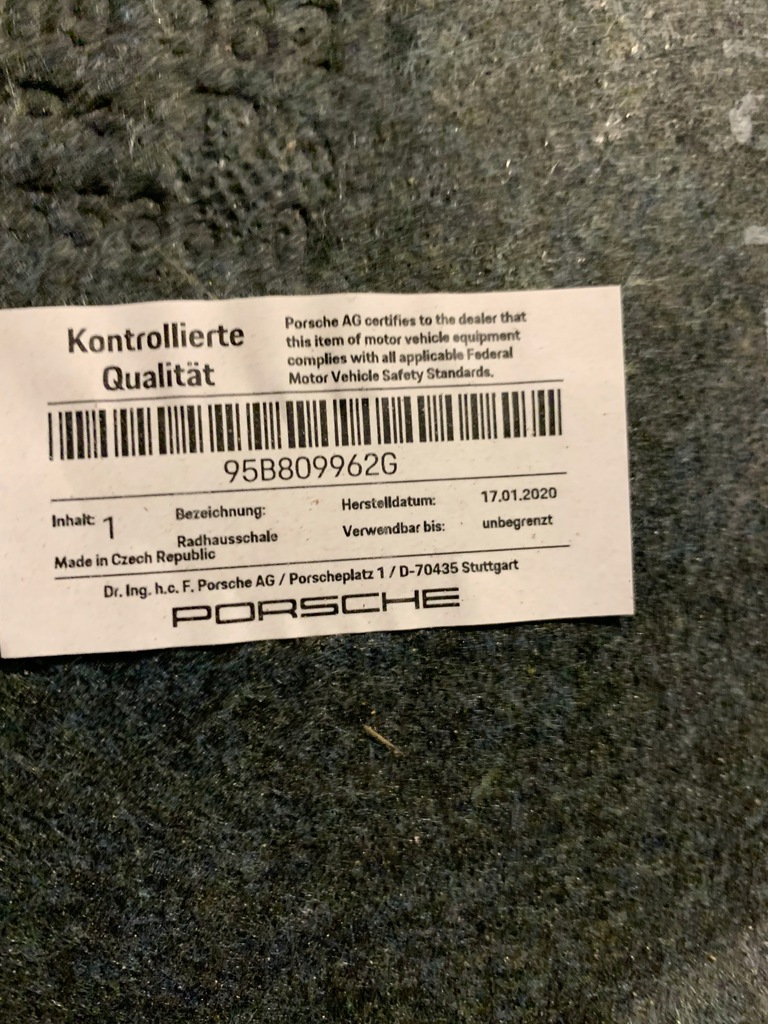 Kontrollierte
Qualität
Porsche AG certifies to the dealer that
this item of motor vehicle equipment
complies with all applicable Federal
Motor Vehicle Safety Standards.
95B809962G
Inhalt: 1
Bezeichnung:
Radhausschale
Herstelldatum: 17.01.2020
Verwendbar bis: unbegrenzt
Made in Czech Republic
Dr. Ing. h.c. F. Porsche AG / Porscheplatz 1 / D-70435 Stuttgart
PORSCHE